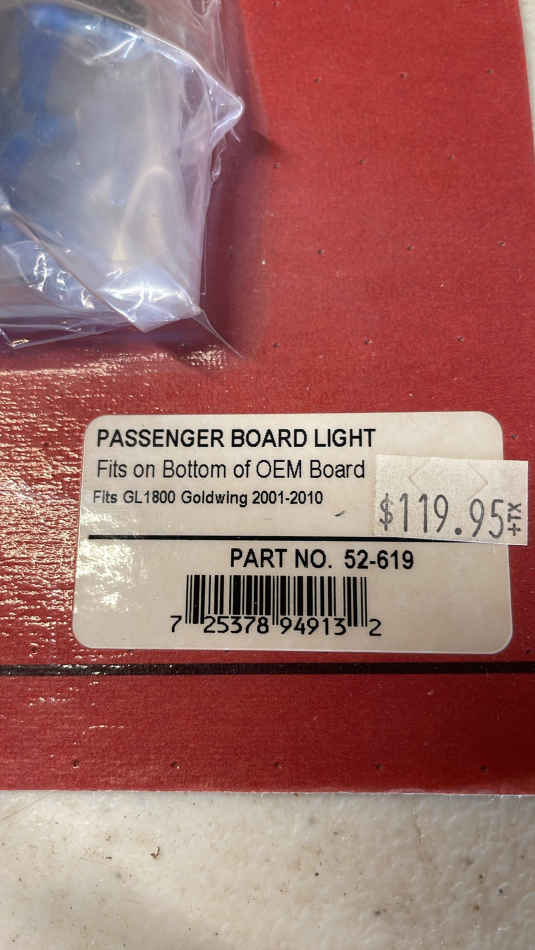 PASSENGER BOARD LIGHT
Fits on Bottom of OEM Board
Fits GL1800 Goldwing 2001-2010
$119.95 +TX
PART NO. 52-619
7 25378 94913 2